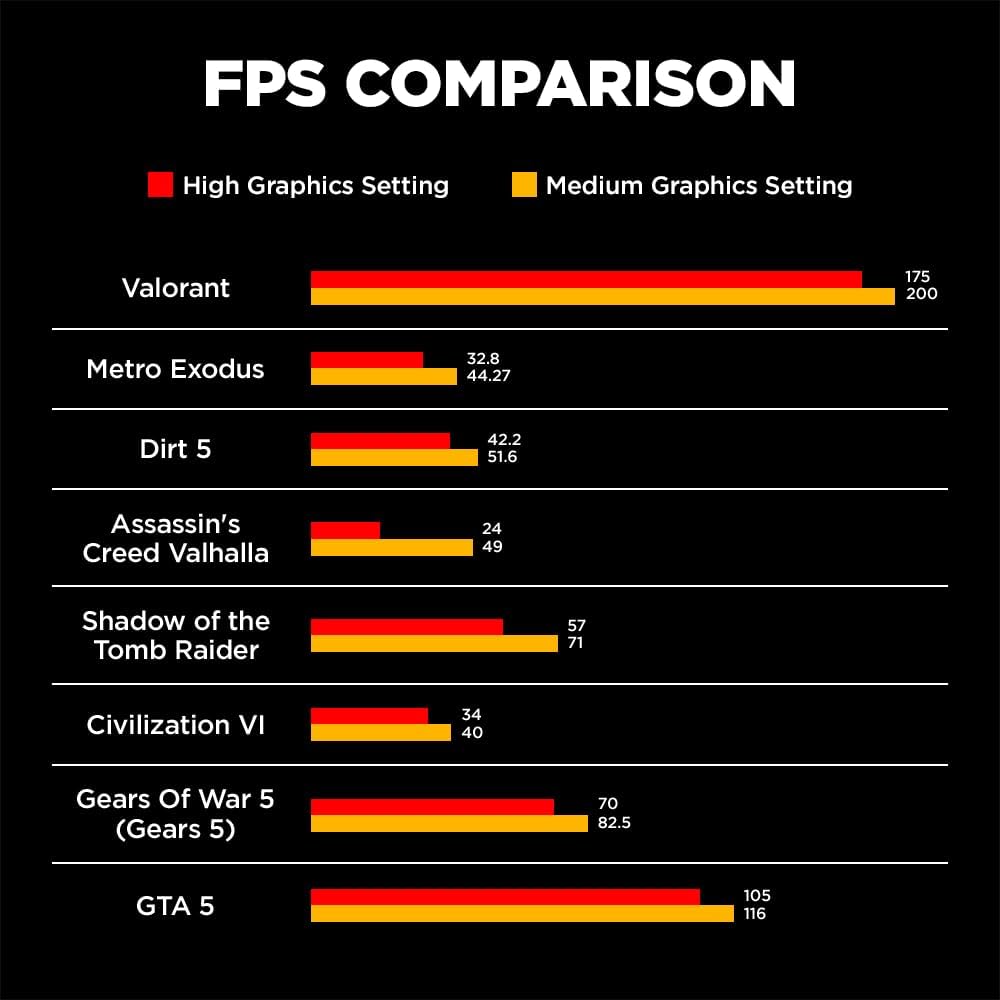 FPS COMPARISON
High Graphics Setting
Medium Graphics Setting
Valorant
175
200
Metro Exodus
32.8
44.27
Dirt 5
42.2
51.6
Assassin's
Creed Valhalla
24
49
Shadow of the
Tomb Raider
57
71
Civilization VI
34
40
Gears Of War 5
(Gears 5)
70
82.5
GTA 5
105
116